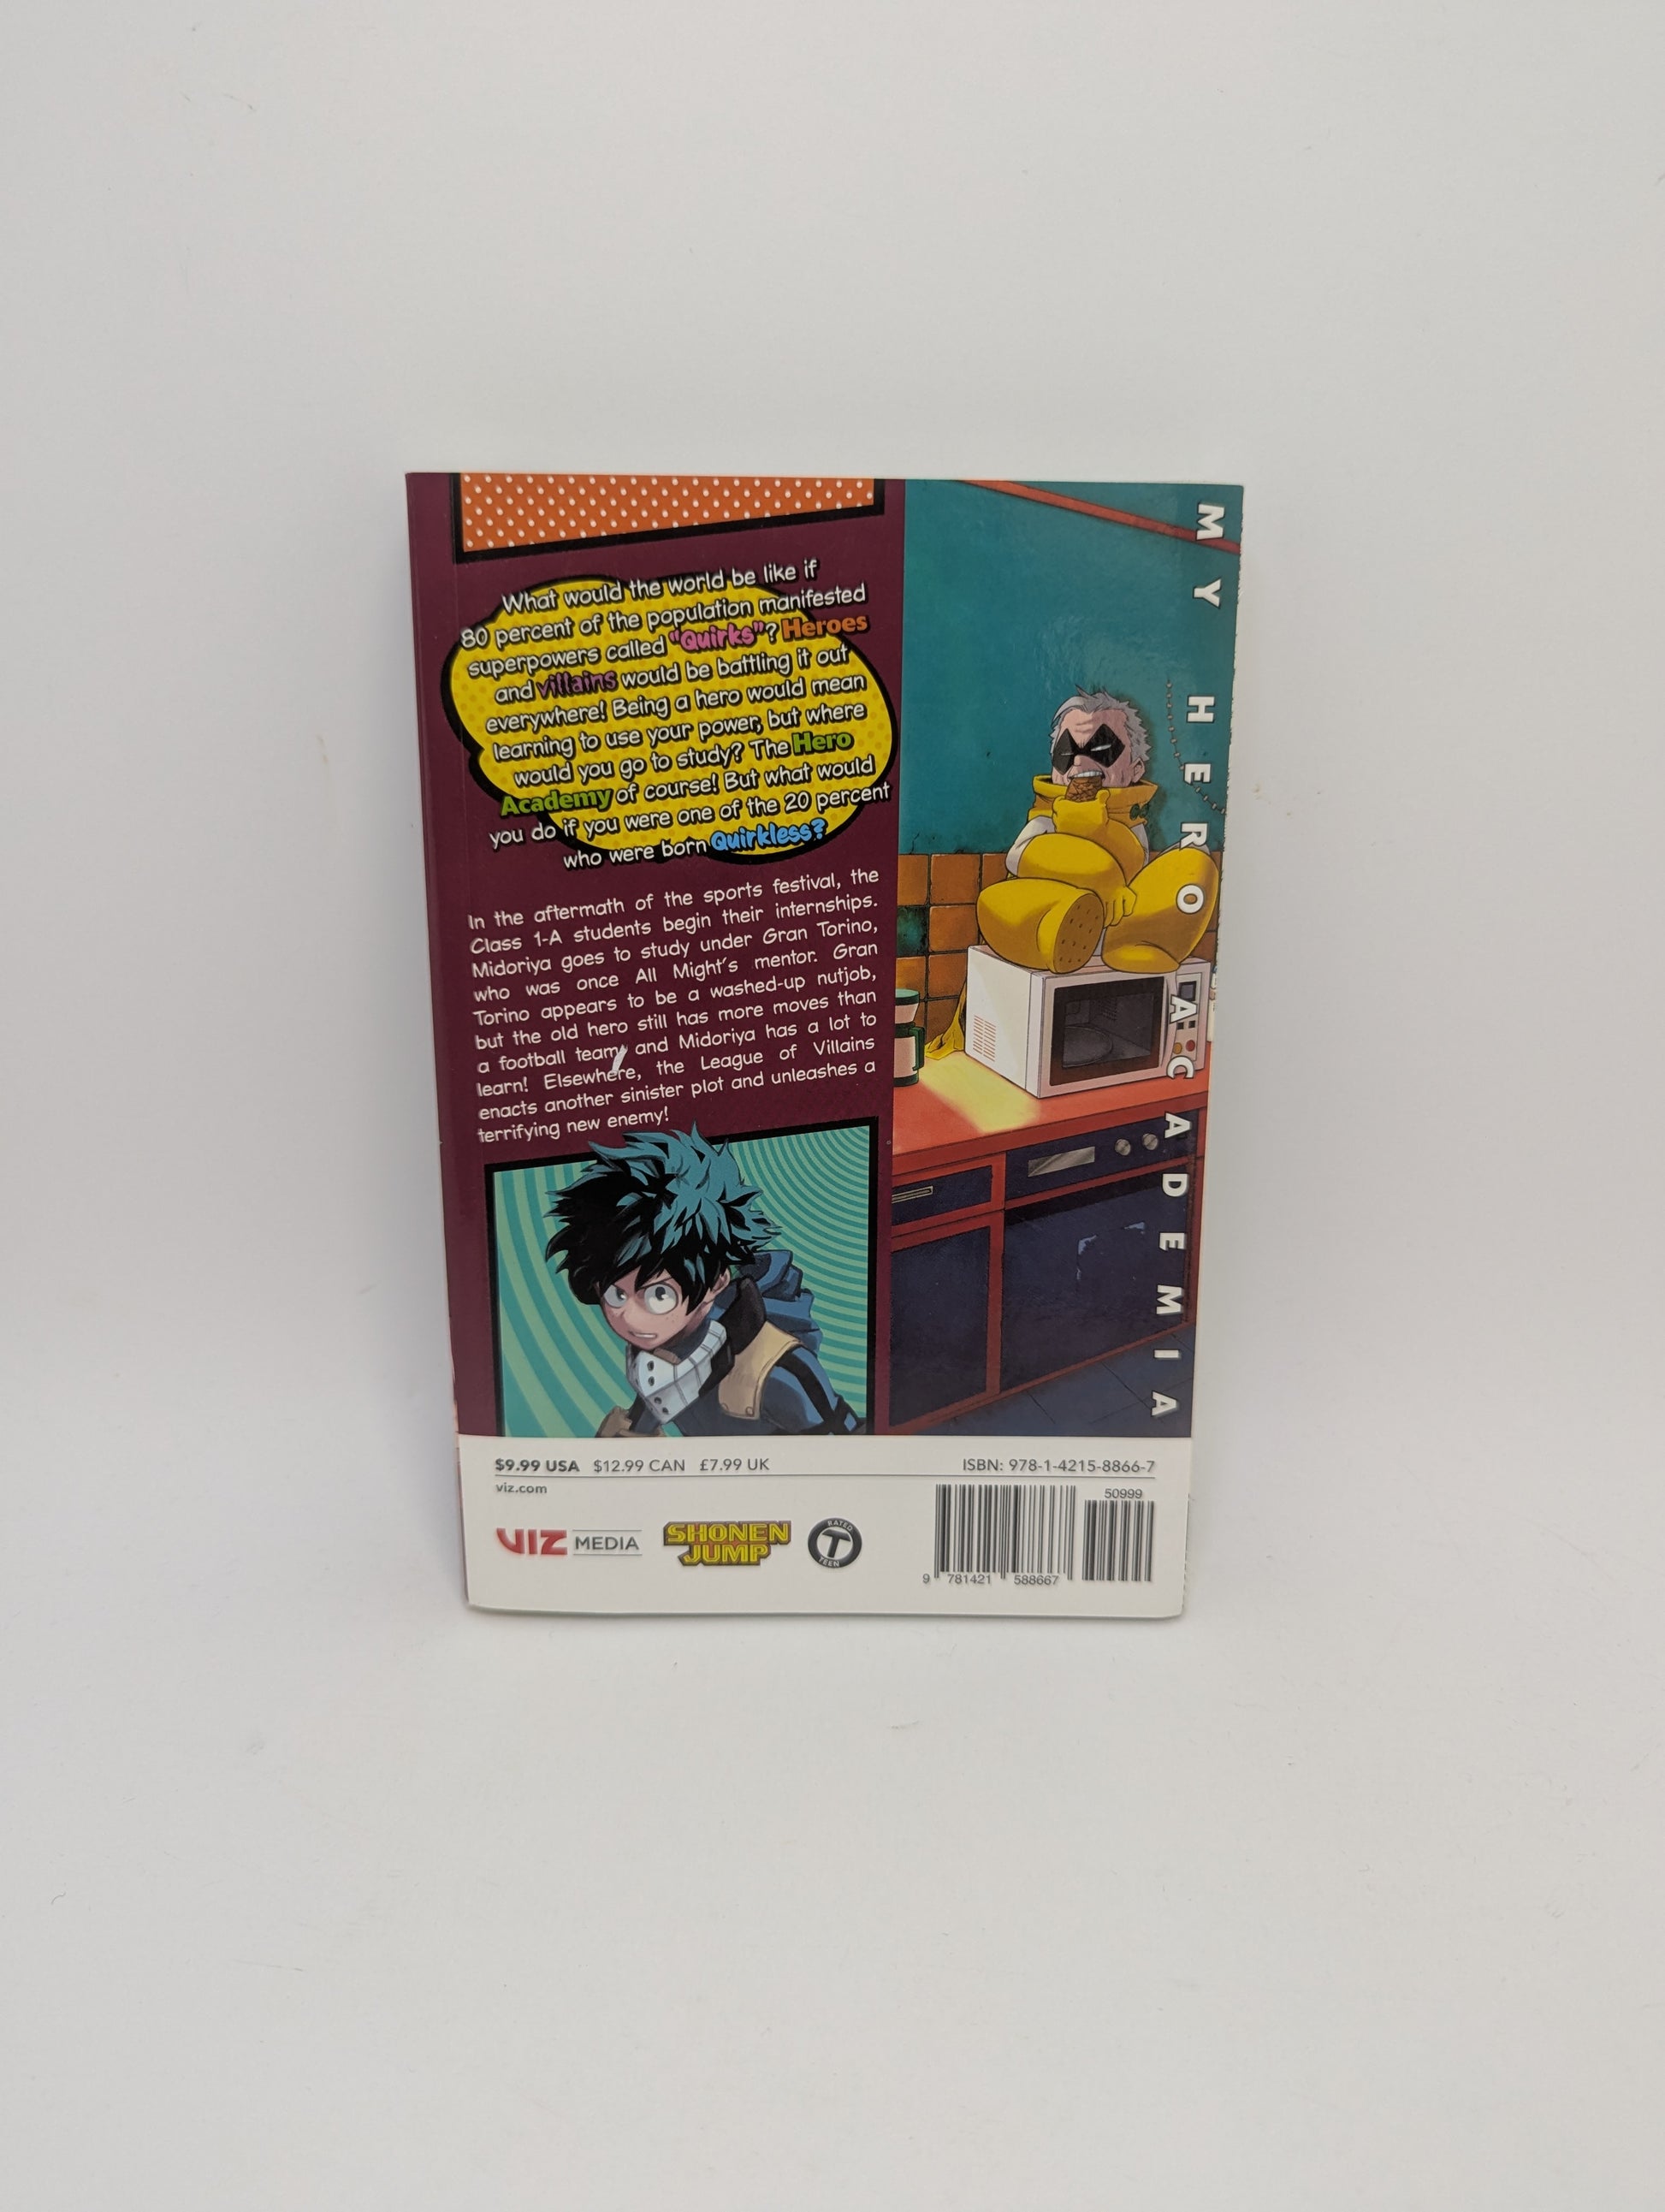 What would the world be like if
80 percent of the population manifested
superpowers called "Quirks"? Heroes
and villains would be battling it out
everywhere! Being a hero would mean
learning to use your power, but where
would you go to study? The Hero
Academy of course! But what would
you do if you were one of the 20 percent
who were born Quirkless?
In the aftermath of the sports festival, the
Class 1-A students begin their internships.
Midoriya goes to study under Gran Torino,
who was once All Might's mentor. Gran
Torino appears to be a washed-up nutjob,
but the old hero still has more moves than
a football team, and Midoriya has a lot to
learn! Elsewhere, the League of Villains
enacts another sinister plot and unleashes a
terrifying new enemy!
MY HERO ACADEMIA
$9.99 USA $12.99 CAN £7.99 UK
viz.com
VIZ MEDIA
SHONEN
JUMP
RATED
T
TEEN
ISBN: 978-1-4215-8866-7
50999
9 781421 588667